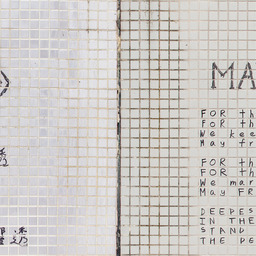 MA
FOR th
FOR th
We kee
May fr
FOR th
FOR th
We mar
May FR
DEEPES
IN THE
STAND
THE DE